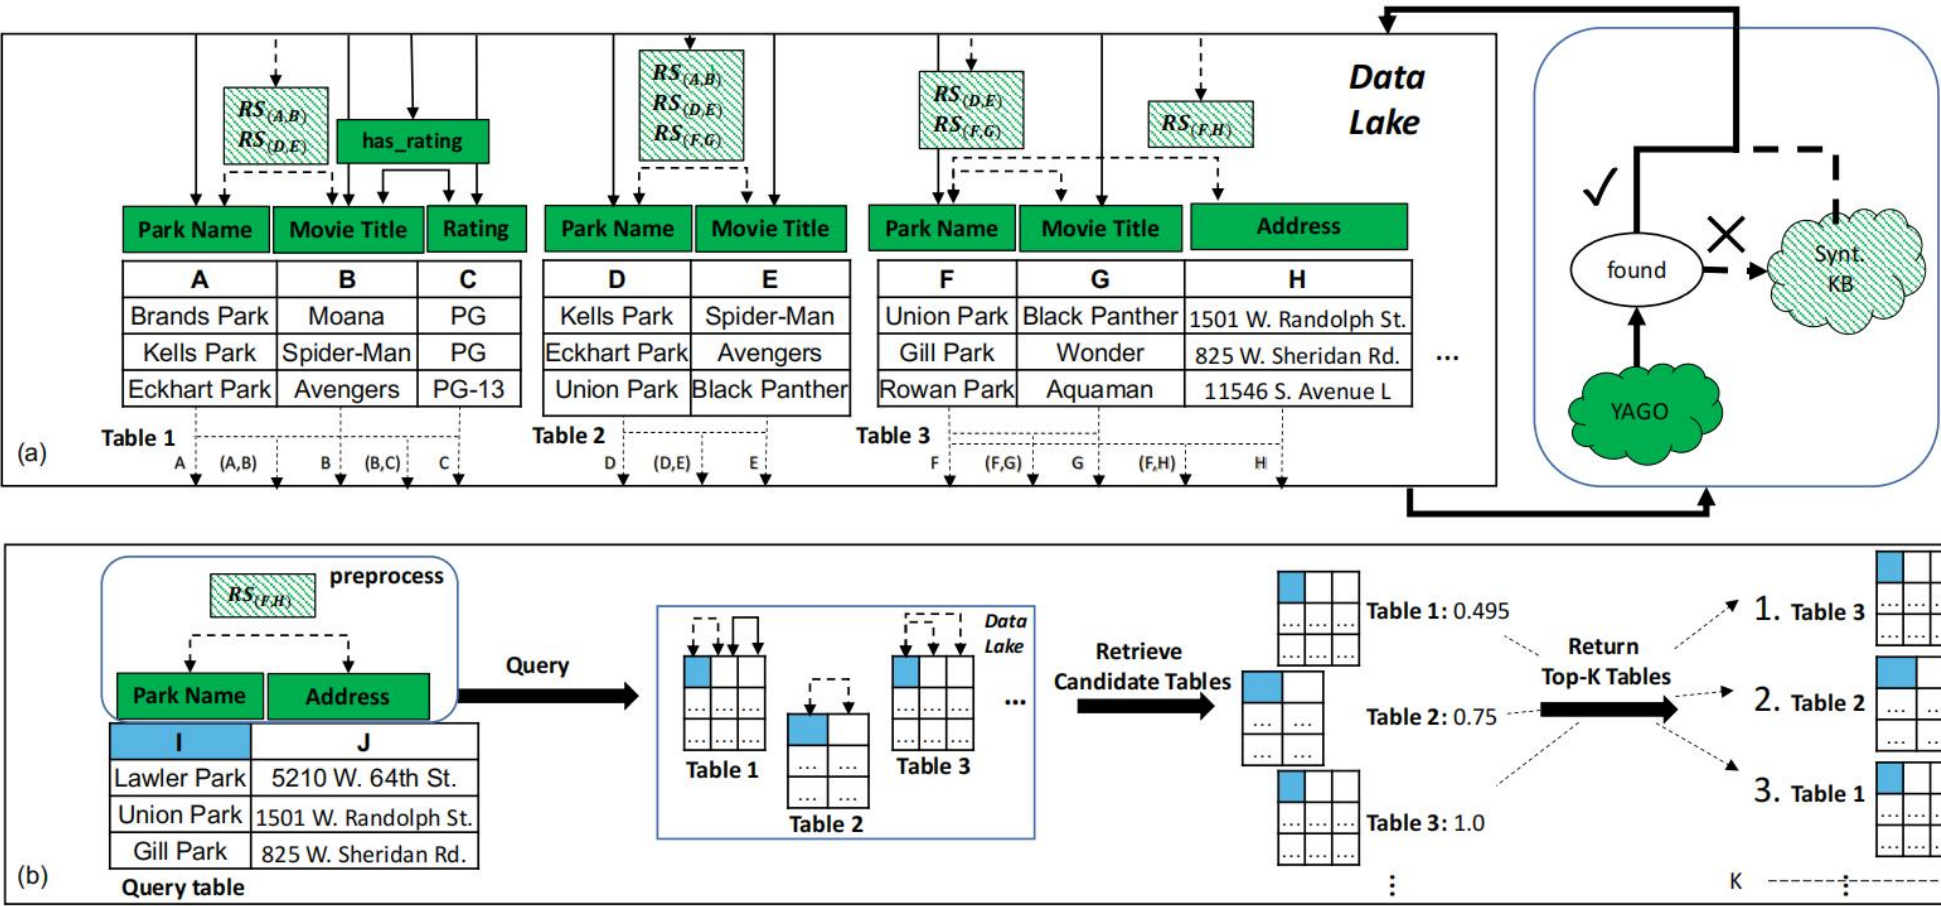 Data
Lake
RS(A,B)
RS(D,E)
has_rating
RS(A,B)
RS(D,E)
RS(F,G)
RS(D,E)
RS(F,G)
RS(F,H)
Park Name Movie Title Rating
Park Name Movie Title
Park Name Movie Title Address
A B C
Brands Park Moana PG
Kells Park Spider-Man PG
Eckhart Park Avengers PG-13
D E
Kells Park Spider-Man
Eckhart Park Avengers
Union Park Black Panther
F G H
Union Park Black Panther 1501 W. Randolph St.
Gill Park Wonder 825 W. Sheridan Rd.
Rowan Park Aquaman 11546 S. Avenue L
...
Table 1
Table 2
Table 3
(a)
A (A,B) B (B,C) C
D (D,E) E
F (F,G) G (F,H) H
✓
✕
found
Synt.
KB
YAGO
preprocess
RS(F,H)
Park Name Address
I J
Lawler Park 5210 W. 64th St.
Union Park 1501 W. Randolph St.
Gill Park 825 W. Sheridan Rd.
Query table
(b)
Query
Data
Lake
... ... ...
... ... ...
Table 1
... ...
... ...
Table 2
... ... ...
... ... ...
Table 3
...
Retrieve
Candidate Tables
... ... ...
... ... ...
Table 1: 0.495
... ...
... ...
Table 2: 0.75
... ... ...
... ... ...
Table 3: 1.0
⋮
Return
Top-K Tables
1. Table 3
... ...
... ...
2. Table 2
... ..
... ..
3. Table 1
... ...
... ...
K
⋮